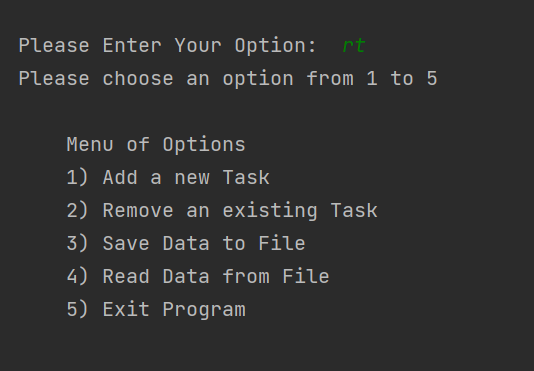 Please Enter Your Option:  rt
Please choose an option from 1 to 5
Menu of Options
1) Add a new Task
2) Remove an existing Task
3) Save Data to File
4) Read Data from File
5) Exit Program